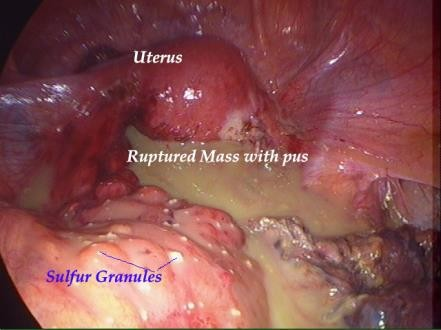 Uterus
Ruptured Mass with pus
Sulfur Granules